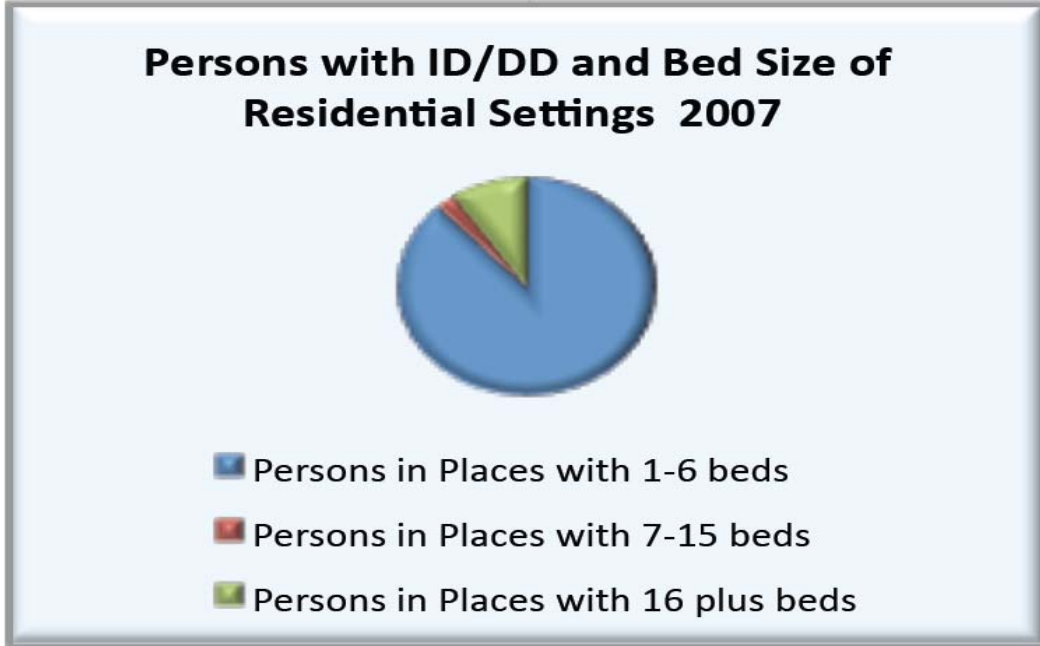 Persons with ID/DD and Bed Size of
Residential Settings 2007
Persons in Places with 1-6 beds
Persons in Places with 7-15 beds
Persons in Places with 16 plus beds